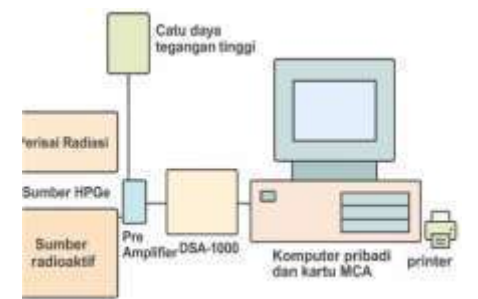 Catu daya
tegangan tinggi
Perisai Radiasi
Sumber HPGe
Sumber
radioaktif
Pre
Amplifier
DSA-1000
Komputer pribadi
dan kartu MCA
printer